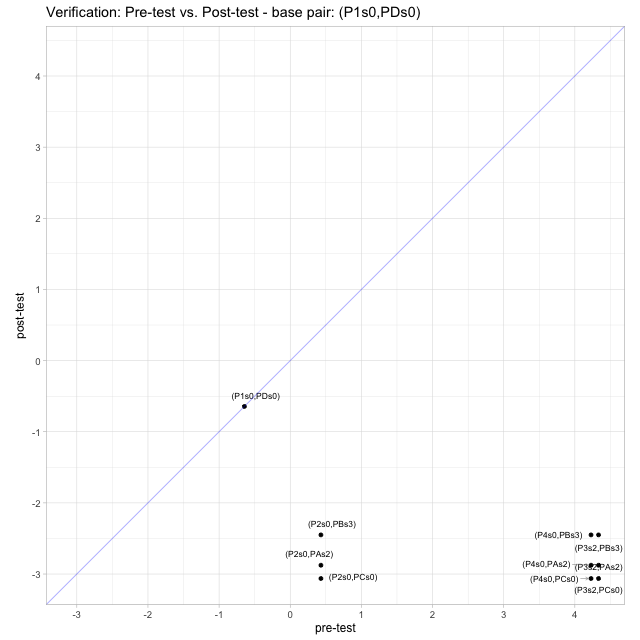 Verification: Pre-test vs. Post-test - base pair: (P1s0,PDs0)
4
3
2
1
0
-1
-2
-3
post-test
(P1s0,PDs0)
(P2s0,PBs3)
(P4s0,PBs3)
(P3s2,PBs3)
(P2s0,PAs2)
(P4s0,PAs2)
(P3s2,PAs2)
(P2s0,PCs0)
(P4s0,PCs0)
(P3s2,PCs0)
-3 -2 -1 0 1 2 3 4
pre-test